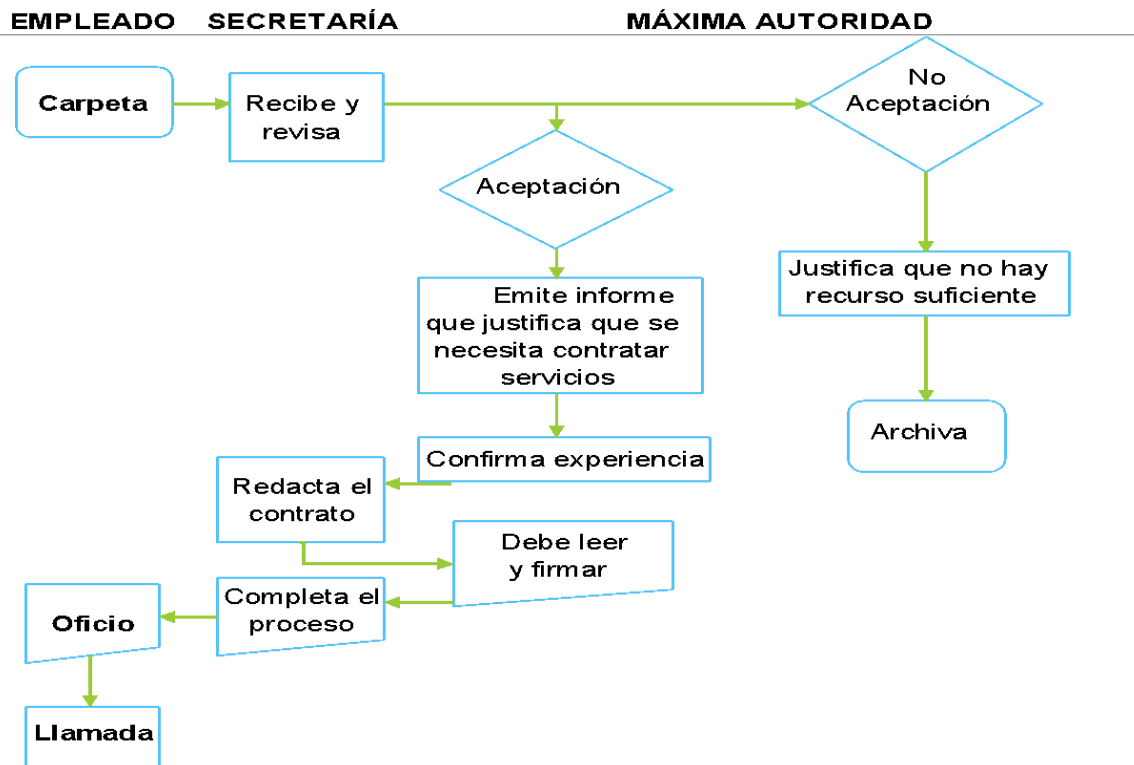 EMPLEADO SECRETARÍA MÁXIMA AUTORIDAD
Carpeta
Recibe y
revisa
No
Aceptación
Aceptación
Justifica que no hay
recurso suficiente
Emite informe
que justifica que se
necesita contratar
servicios
Archiva
Confirma experiencia
Redacta el
contrato
Debe leer
y firmar
Completa el
proceso
Oficio
Llamada